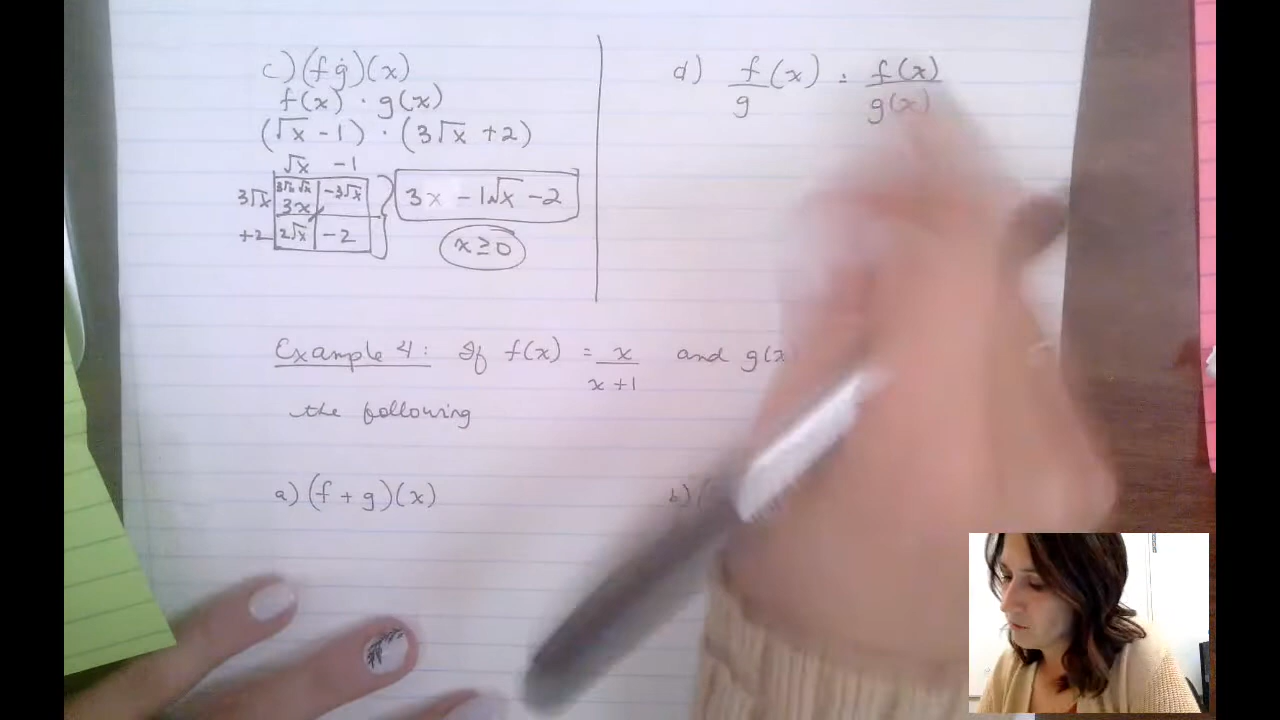 c) (f·g)(x)
f(x) · g(x)
(√x - 1) · (3√x + 2)
√x -1
3√x 3√x√x -3√x
3x
+2 2√x -2
3x - 1√x - 2
x ≥ 0
d) f/g (x) = f(x)/g(x)
Example 4: If f(x) = x/(x+1) and g(x
the following
a) (f + g)(x)
b) (